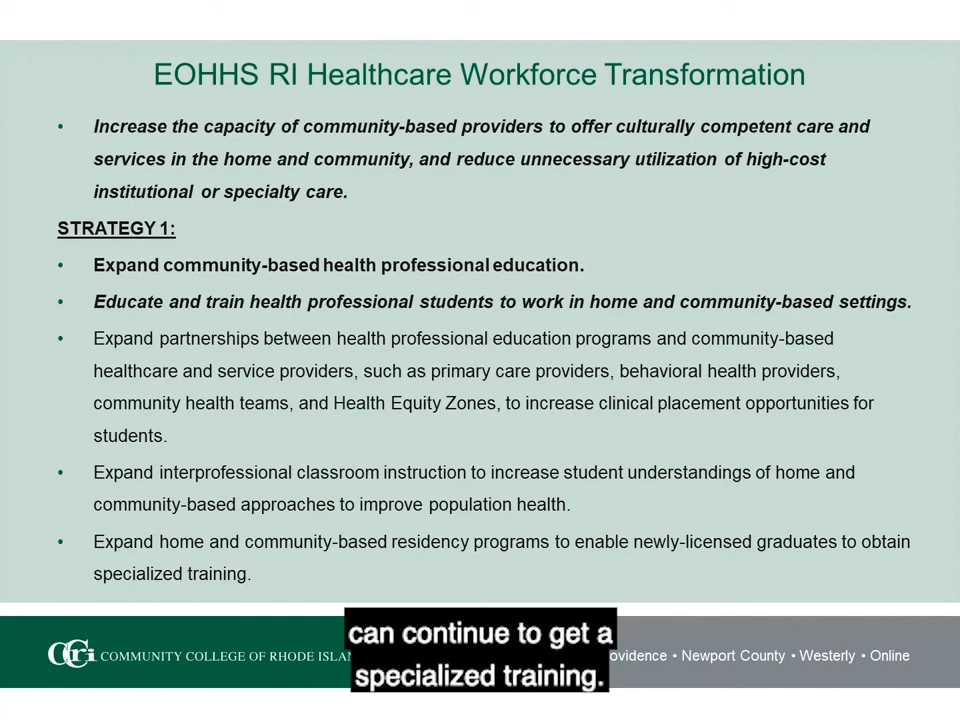 EOHHS RI Healthcare Workforce Transformation
• Increase the capacity of community-based providers to offer culturally competent care and
services in the home and community, and reduce unnecessary utilization of high-cost
institutional or specialty care.
STRATEGY 1:
• Expand community-based health professional education.
• Educate and train health professional students to work in home and community-based settings.
• Expand partnerships between health professional education programs and community-based
healthcare and service providers, such as primary care providers, behavioral health providers,
community health teams, and Health Equity Zones, to increase clinical placement opportunities for
students.
• Expand interprofessional classroom instruction to increase student understandings of home and
community-based approaches to improve population health.
• Expand home and community-based residency programs to enable newly-licensed graduates to obtain
specialized training.
can continue to get a
specialized training.
CCRi COMMUNITY COLLEGE OF RHODE
• Newport County • Westerly • Online